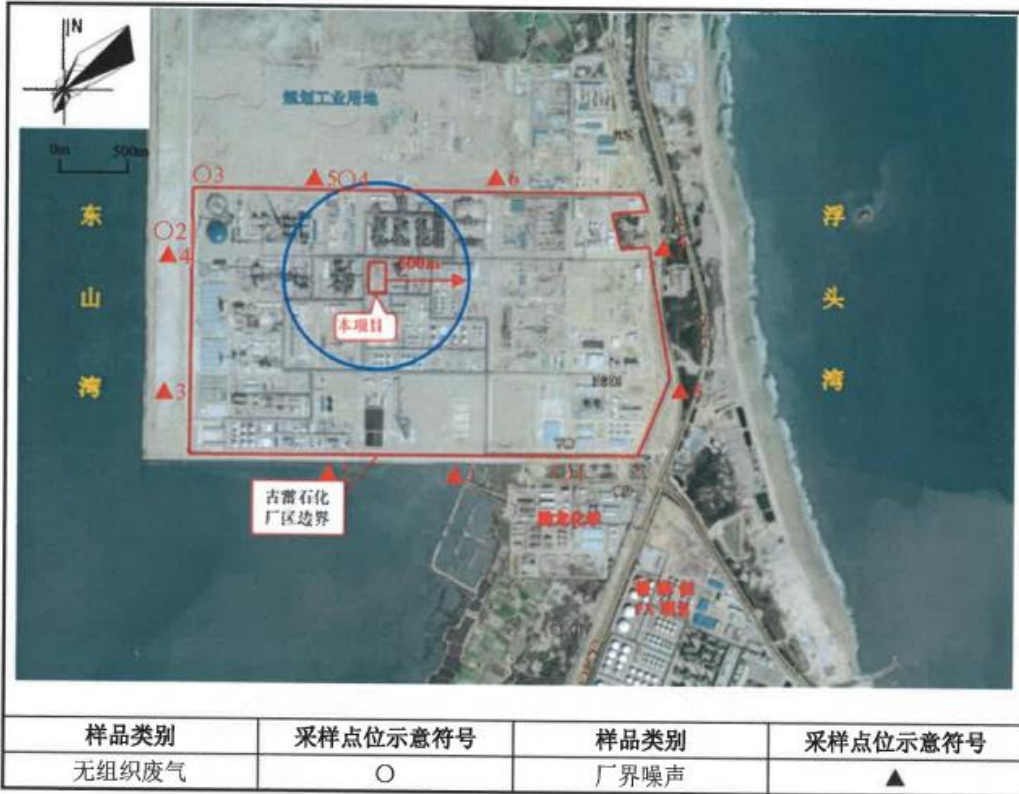 N
规划工业用地
0m 500m
○3
▲5○4
▲6
东山湾
○2
▲4
浮头湾
500m
本项目
▲3
古雷石化
厂区边界
样品类别 采样点位示意符号 样品类别 采样点位示意符号
无组织废气 ○ 厂界噪声 ▲